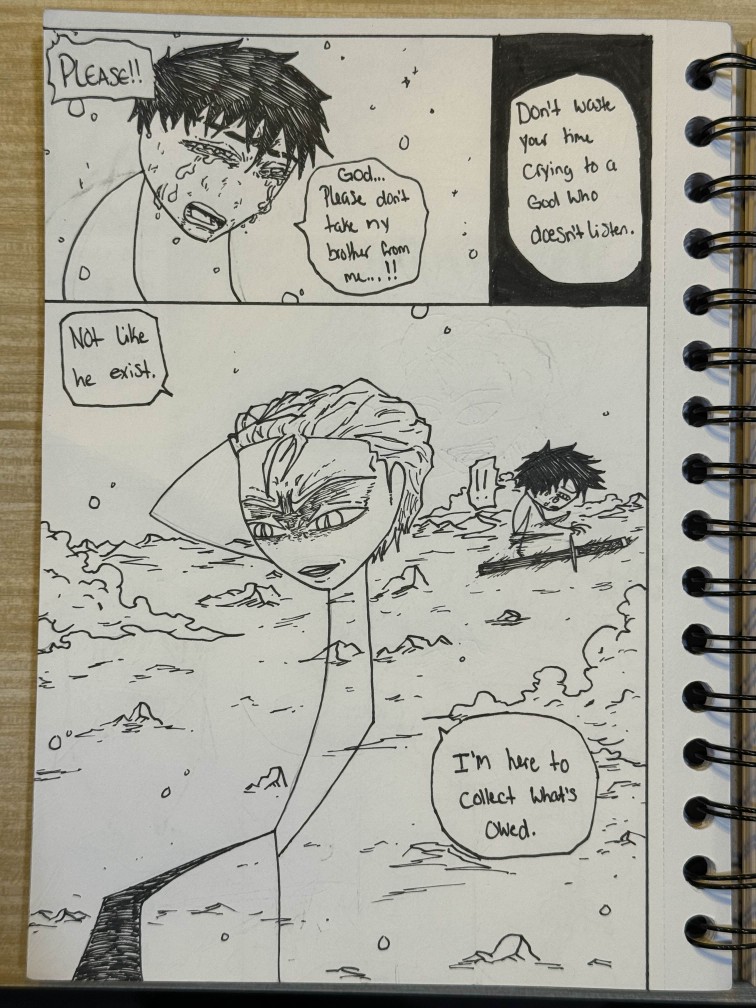 PLEASE!!
God...
Please don't
take my
brother from
me...!!
Don't waste
your time
Crying to a
God Who
doesn't listen.
Not like
he exist.
!!
I'm here to
collect what's
owed.